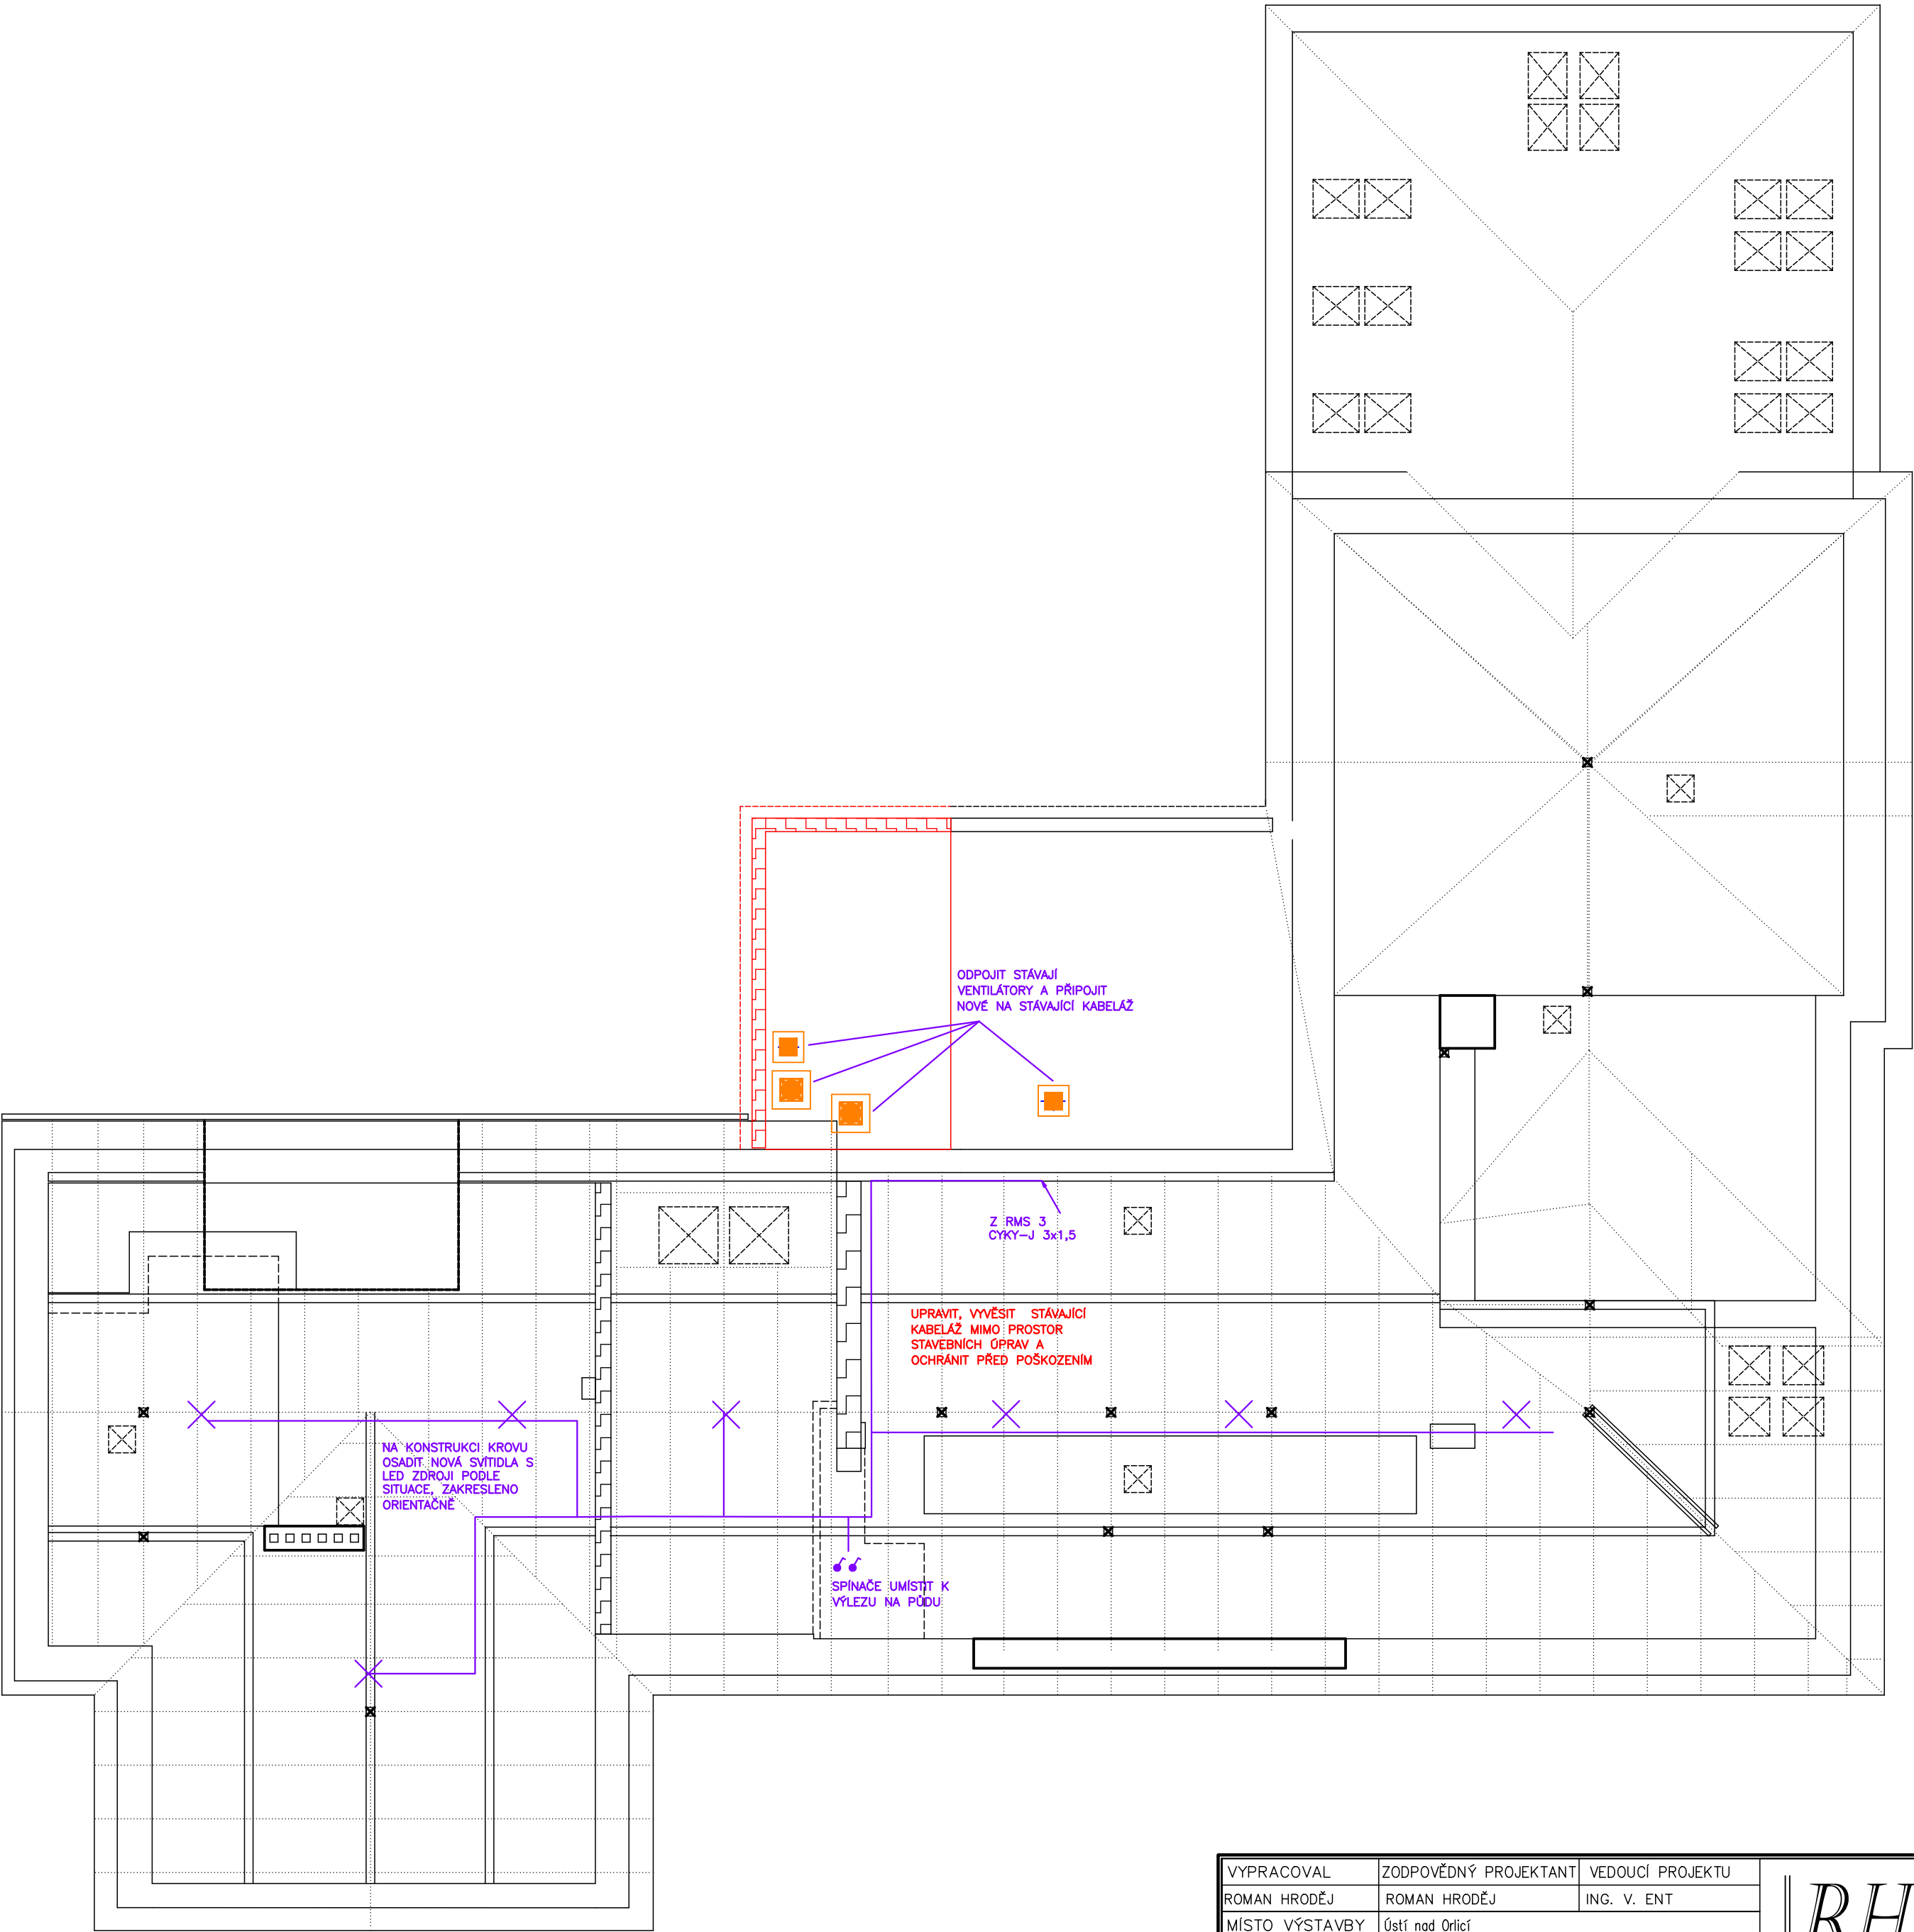 ODPOJIT STÁVAJÍ
VENTILÁTORY A PŘIPOJIT
NOVÉ NA STÁVAJÍCÍ KABELÁŽ
Z RMS 3
CYKY-J 3x1,5
UPRAVIT, VYVĚSIT STÁVAJÍCÍ
KABELÁŽ MIMO PROSTOR
STAVEBNÍCH ÚPRAV A
OCHRÁNIT PŘED POŠKOZENÍM
NA KONSTRUKCI KROVU
OSADIT NOVÁ SVÍTIDLA S
LED ZDROJI PODLE
SITUACE, ZAKRESLENO
ORIENTAČNĚ
SPÍNAČE UMÍSTIT K
VÝLEZU NA PŮDU
VYPRACOVAL ZODPOVĚDNÝ PROJEKTANT VEDOUCÍ PROJEKTU
ROMAN HRODĚJ ROMAN HRODĚJ ING. V. ENT
MÍSTO VÝSTAVBY Ústí nad Orlicí
RH